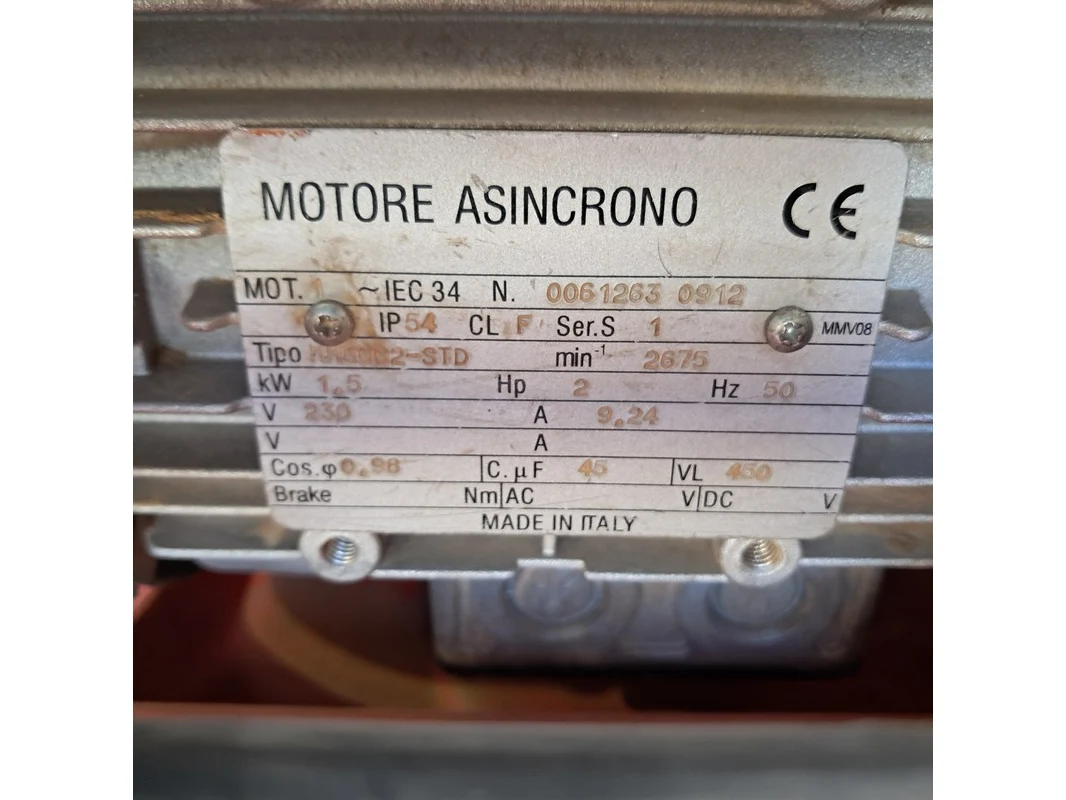 MOTORE ASINCRONO CE
MOT. 1 ~IEC 34 N. 0061263 0912
IP54 CL F Ser.S 1 MMV08
Tipo min⁻¹ 2675
kW 1,5 Hp 2 Hz 50
V 230 A 9,24
V A
Cos.φ 0,98 C. µF 45 VL 450
Brake Nm AC V DC V
MADE IN ITALY